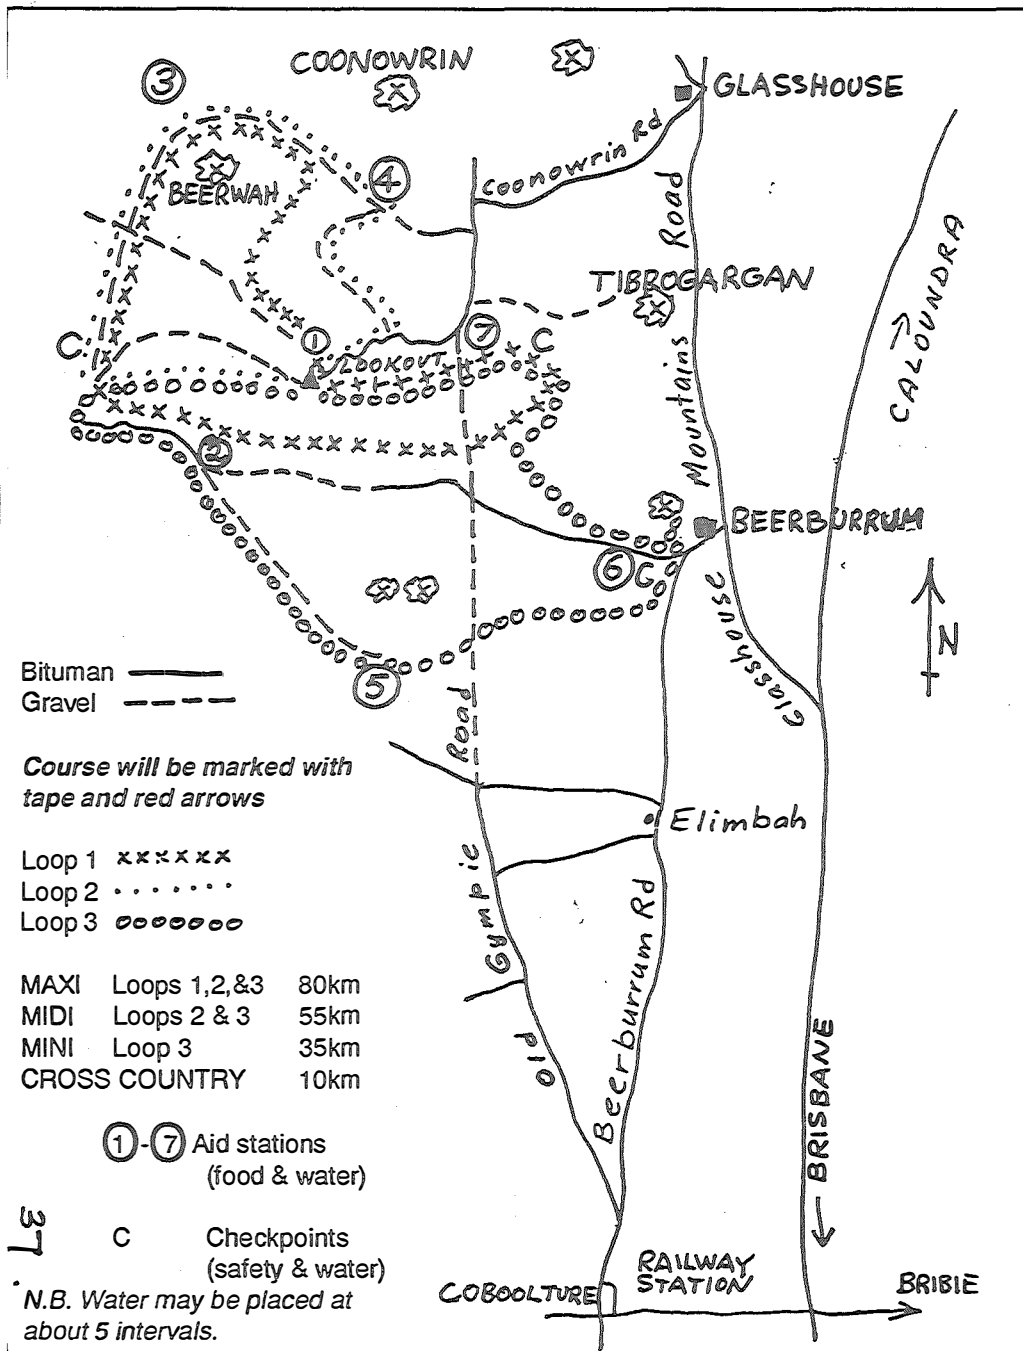 COONOWRIN
3
GLASSHOUSE
Coonowrin Rd
4
BEERWAH
Road
TIBROGARGAN
CALOUNDRA
C
1
7
C
LOOKOUT
Mountains
2
BEERBURRUM
6
C
Glasshouse
N
5
Bituman
Gravel
Road
Course will be marked with
tape and red arrows
Elimbah
Loop 1 xxxxxxx
Loop 2 ........
Loop 3 ooooooo
Gympie
Beerburrum Rd
MAXI Loops 1,2,&3 80km
MIDI Loops 2 & 3 55km
MINI Loop 3 35km
CROSS COUNTRY 10km
Old
BRISBANE
1 - 7 Aid stations
(food & water)
37
C Checkpoints
(safety & water)
RAILWAY
STATION
COBOOLTURE
BRIBIE
N.B. Water may be placed at
about 5 intervals.